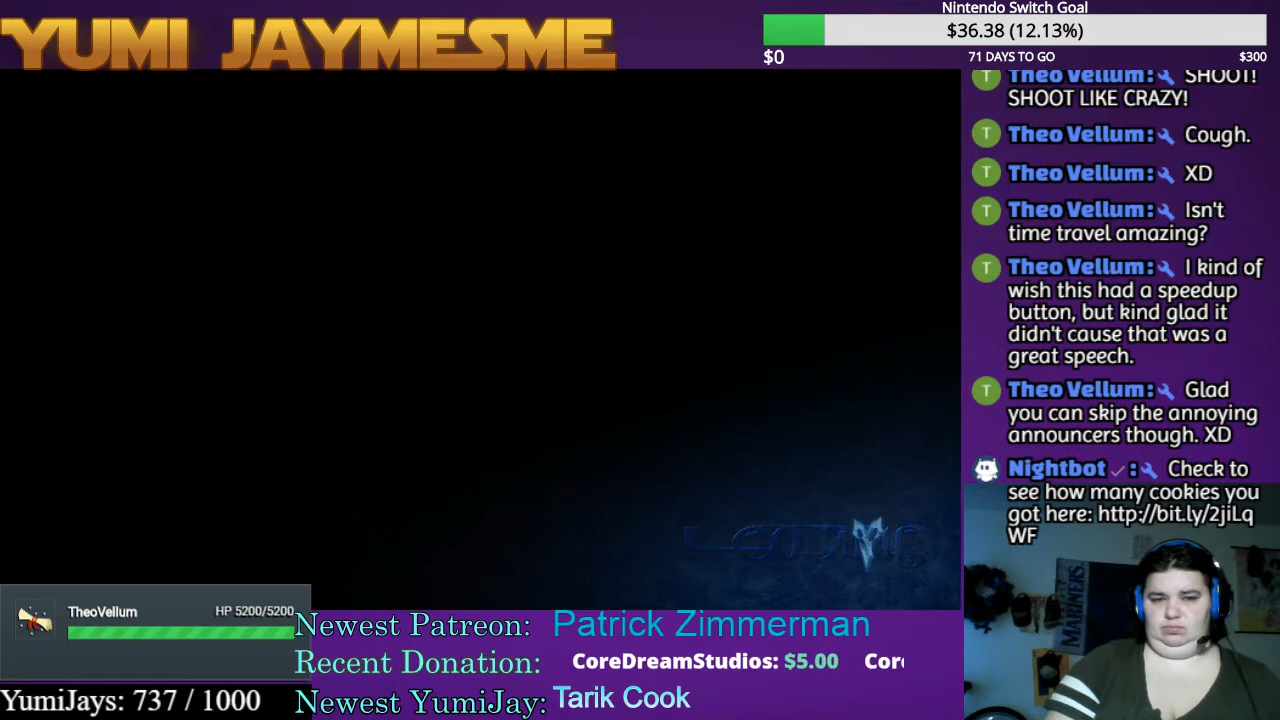 YUMI JAYMESME
Nintendo Switch Goal
$36.38 (12.13%)
$0
71 DAYS TO GO
$300
T Theo Vellum: SHOOT!
SHOOT LIKE CRAZY!
T Theo Vellum: Cough.
T Theo Vellum: XD
T Theo Vellum: Isn't
time travel amazing?
T Theo Vellum: I kind of
wish this had a speedup
button, but kind glad it
didn't cause that was a
great speech.
T Theo Vellum: Glad
you can skip the annoying
announcers though. XD
Nightbot : Check to
see how many cookies you
got here: http://bit.ly/2jiLq
WF
MARINERS
TheoVellum
HP 5200/5200
Newest Patreon: Patrick Zimmerman
Recent Donation: CoreDreamStudios: $5.00 Cor
YumiJays: 737 / 1000
Newest YumiJay: Tarik Cook